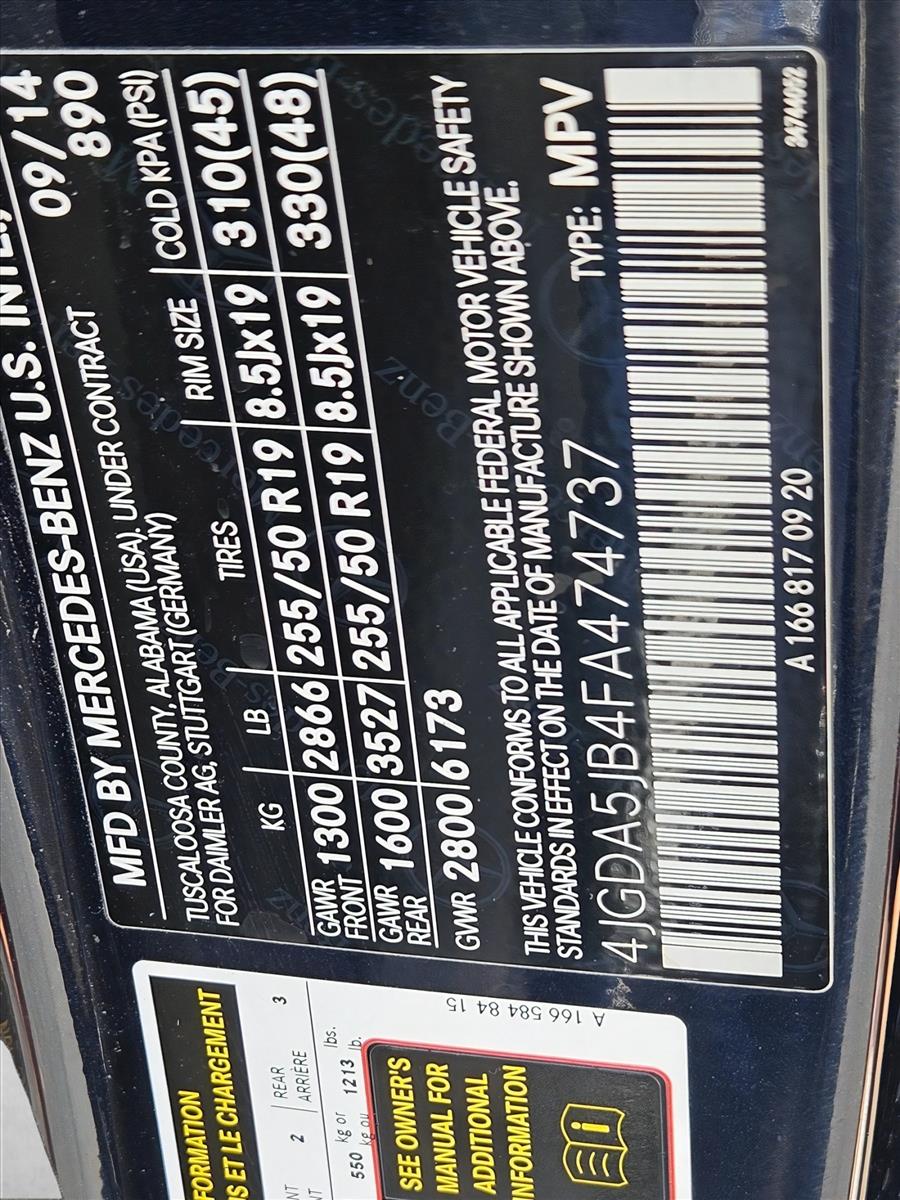 MFD BY MERCEDES-BENZ U.S. INTL.,
TUSCALOOSA COUNTY, ALABAMA (USA). UNDER CONTRACT 09/14
FOR DAIMLER AG, STUTTGART (GERMANY) 890
KG LB TIRES RIM SIZE COLD KPA (PSI)
GAWR FRONT 1300 2866 255/50 R19 8.5Jx19 310(45)
GAWR REAR 1600 3527 255/50 R19 8.5Jx19 330(48)
GVWR 2800 6173
THIS VEHICLE CONFORMS TO ALL APPLICABLE FEDERAL MOTOR VEHICLE SAFETY
STANDARDS IN EFFECT ON THE DATE OF MANUFACTURE SHOWN ABOVE.
4JGDA5JB4FA474737 TYPE: MPV
A 166 817 09 20
34744092
S ET LE CHARGEMENT
2 REAR ARRIÈRE 3
550 kg or 1213 lbs.
kg ou lb.
SEE OWNER'S
MANUAL FOR
ADDITIONAL
INFORMATION
A 166 584 84 15